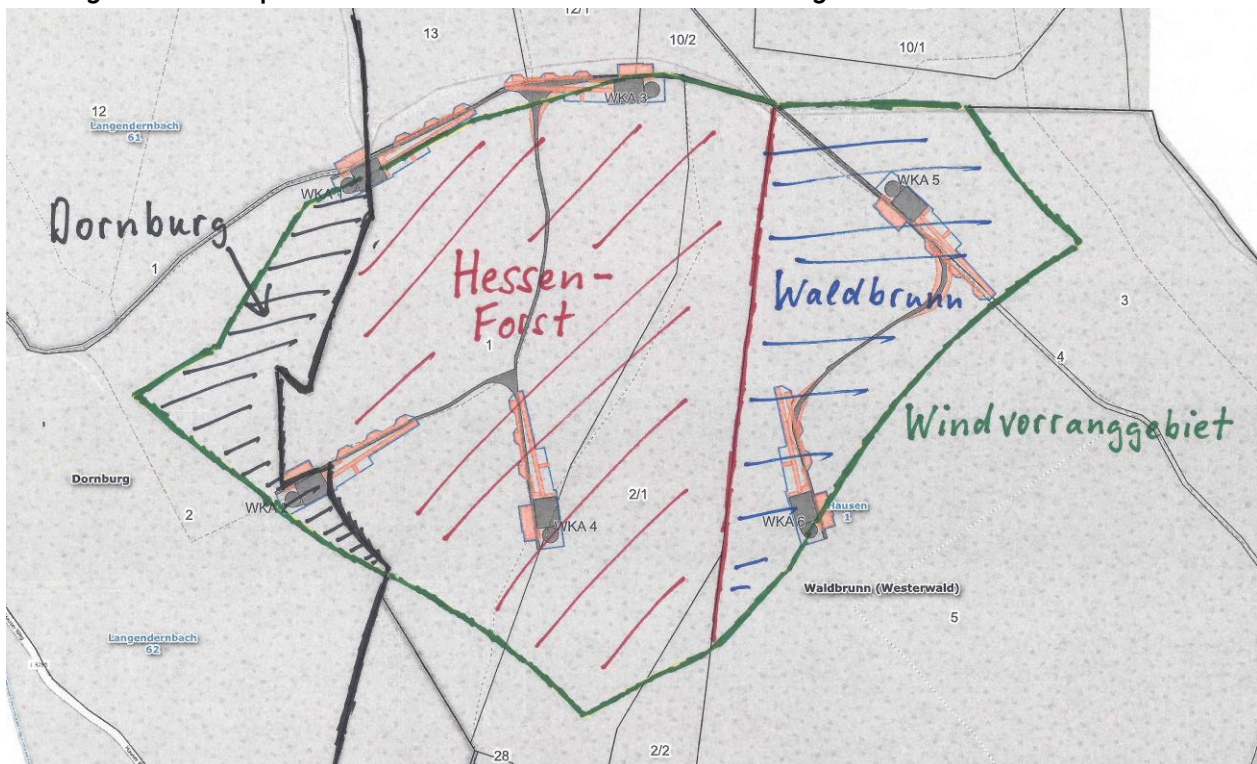 12/1
13
10/2
10/1
12
Langendernbach
61
WKA 3
WKA 1
WKA 5
Dornburg
1
Hessen-
Forst
1
Waldbrunn
3
4
Windvorranggebiet
Dornburg
2
WKA 2
WKA 4
2/1
WKA 6
Hausen
1
Waldbrunn (Westerwald)
5
Langendernbach
62
28
2/2